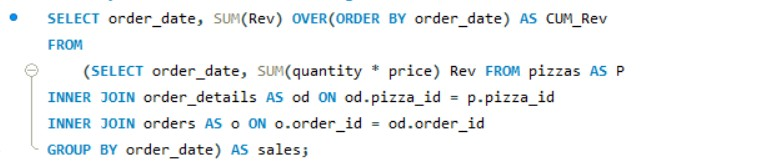 SELECT order_date, SUM(Rev) OVER(ORDER BY order_date) AS CUM_Rev
FROM
(SELECT order_date, SUM(quantity * price) Rev FROM pizzas AS P
INNER JOIN order_details AS od ON od.pizza_id = p.pizza_id
INNER JOIN orders AS o ON o.order_id = od.order_id
GROUP BY order_date) AS sales;